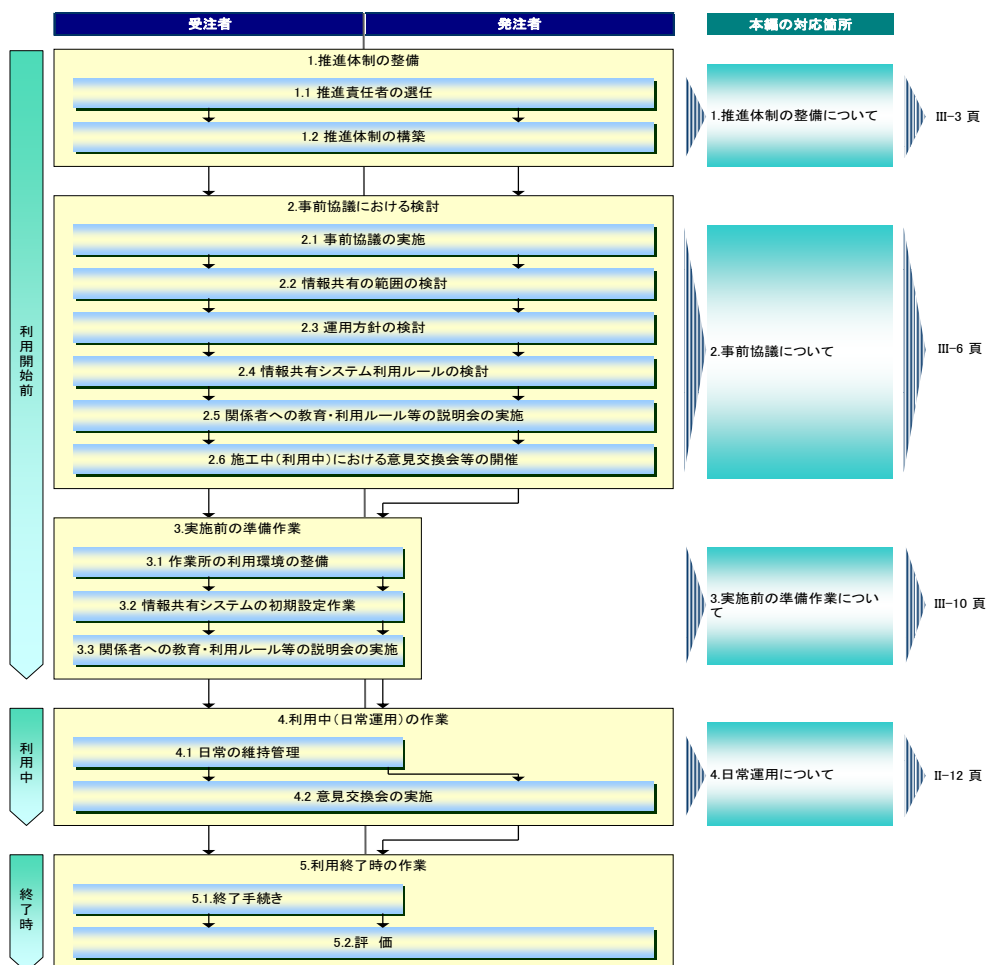 受注者
発注者
本編の対応箇所
利用開始前
1.推進体制の整備
1.1 推進責任者の選任
1.2 推進体制の構築
1.推進体制の整備について
III-3 頁
2.事前協議における検討
2.1 事前協議の実施
2.2 情報共有の範囲の検討
2.3 運用方針の検討
2.4 情報共有システム利用ルールの検討
2.5 関係者への教育・利用ルール等の説明会の実施
2.6 施工中(利用中)における意見交換会等の開催
2.事前協議について
III-6 頁
3.実施前の準備作業
3.1 作業所の利用環境の整備
3.2 情報共有システムの初期設定作業
3.3 関係者への教育・利用ルール等の説明会の実施
3.実施前の準備作業につい
て
III-10 頁
利用中
4.利用中(日常運用)の作業
4.1 日常の維持管理
4.2 意見交換会の実施
4.日常運用について
II-12 頁
終了時
5.利用終了時の作業
5.1.終了手続き
5.2.評　価